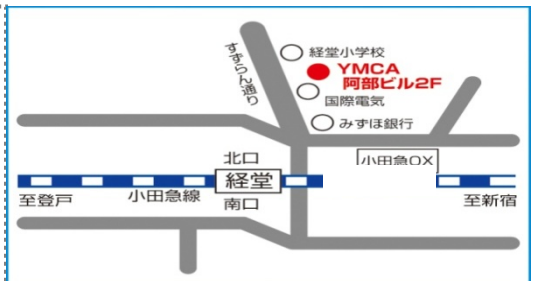 すずらん通り
経堂小学校
YMCA
阿部ビル2F
国際電気
みずほ銀行
北口
小田急OX
経堂
至登戸
小田急線
南口
至新宿